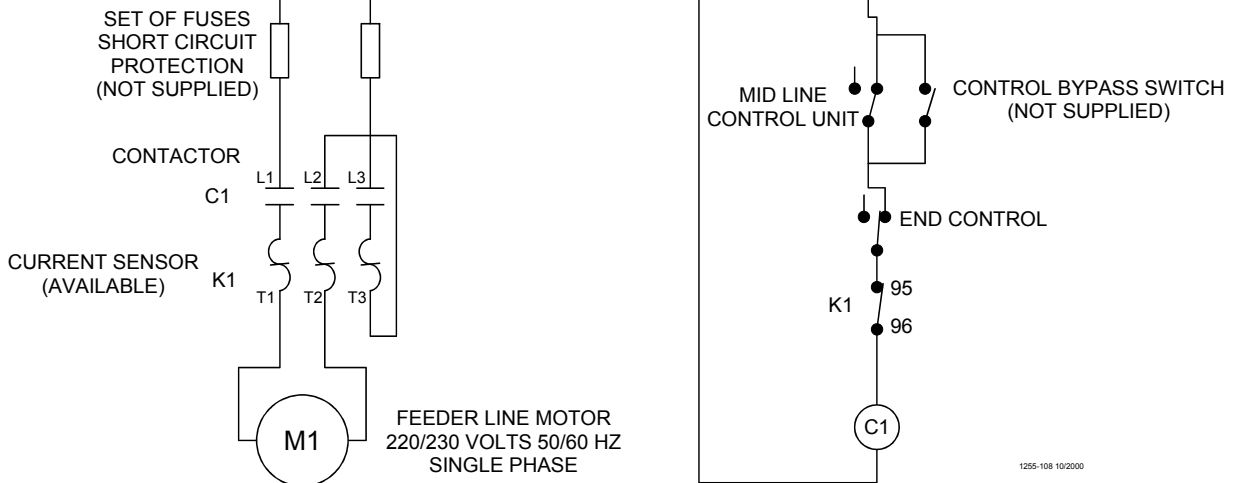 SET OF FUSES
SHORT CIRCUIT
PROTECTION
(NOT SUPPLIED)
CONTACTOR
C1
L1
L2
L3
CURRENT SENSOR
(AVAILABLE)
K1
T1
T2
T3
M1
FEEDER LINE MOTOR
220/230 VOLTS 50/60 HZ
SINGLE PHASE
MID LINE
CONTROL UNIT
CONTROL BYPASS SWITCH
(NOT SUPPLIED)
END CONTROL
K1
95
96
C1
1255-108 10/2000